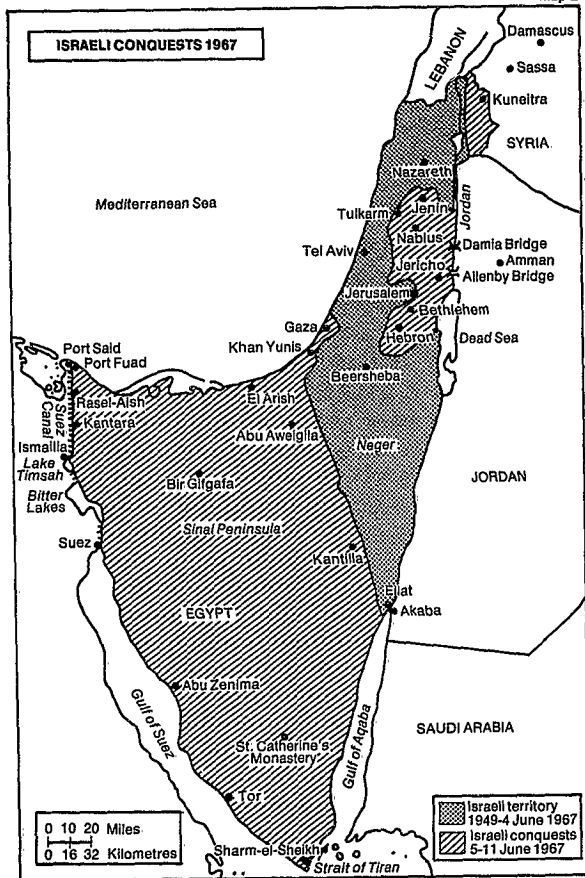 Map 2
ISRAELI CONQUESTS 1967
Damascus
Sassa
LEBANON
Kuneitra
SYRIA
Nazareth
Mediterranean Sea
Jenin
Jordan
Tulkarm
Nablus
Damia Bridge
Tel Aviv
Amman
Jericho
Allenby Bridge
Jerusalem
Bethlehem
Gaza
Hebron
Dead Sea
Khan Yunis
Port Said
Port Fuad
Beersheba
El Arish
Rasel-Aish
Suez
Canal
Kantara
Abu Aweigila
Neger
Ismailia
Lake
Timsah
Bitter
Lakes
Bir Gifgafa
JORDAN
Sinai Peninsula
Suez
Kantilla
Eilat
Akaba
EGYPT
Abu Zenima
Gulf of Suez
Gulf of Aqaba
SAUDI ARABIA
St. Catherine's
Monastery
Tor
Sharm-el-Sheikh
Strait of Tiran
0 10 20 Miles
0 16 32 Kilometres
Israeli territory
1949-4 June 1967
Israeli conquests
5-11 June 1967